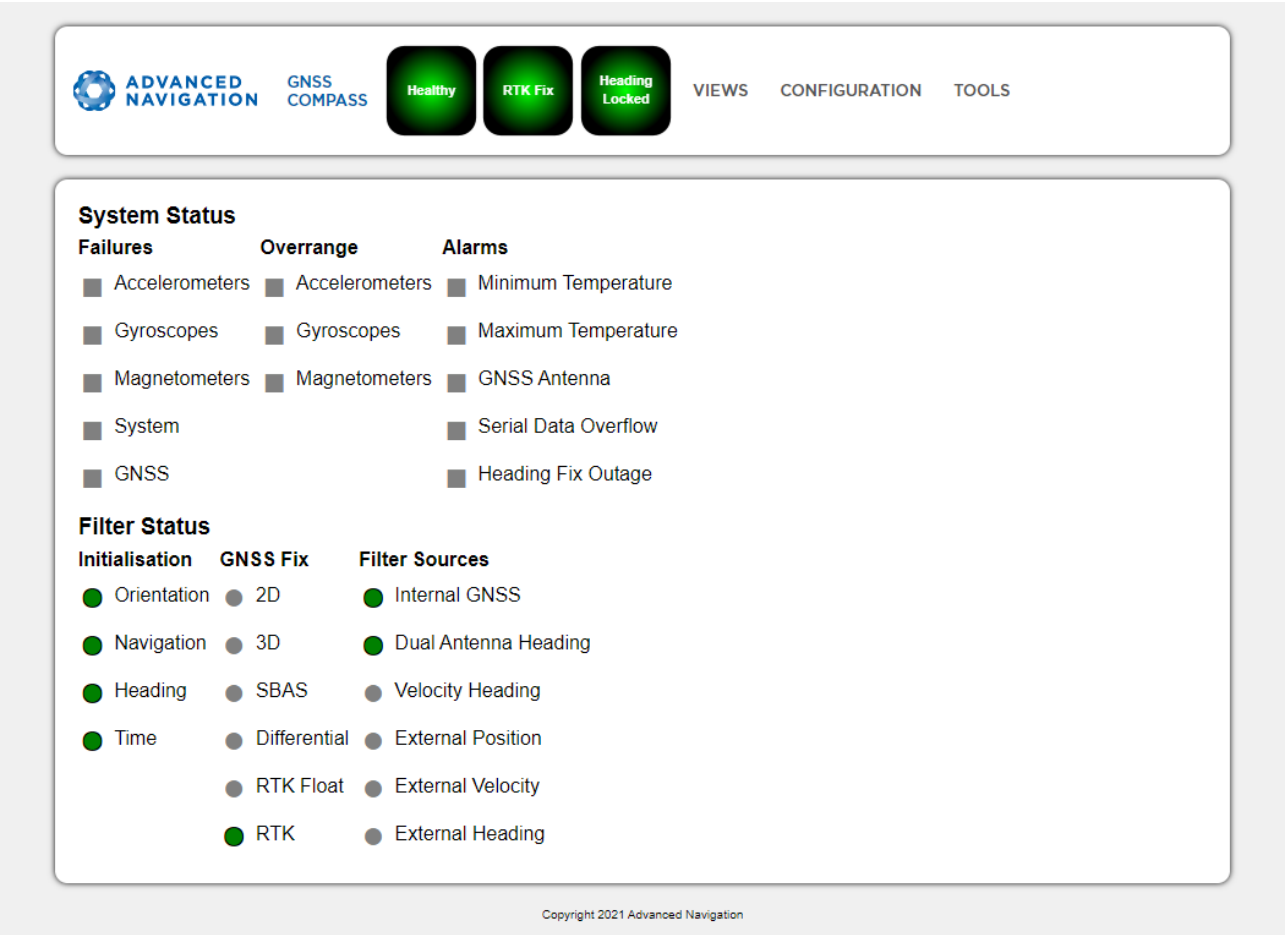 ADVANCED NAVIGATION
GNSS COMPASS
Healthy
RTK Fix
Heading Locked
VIEWS CONFIGURATION TOOLS
System Status
Failures Overrange Alarms
Accelerometers Accelerometers Minimum Temperature
Gyroscopes Gyroscopes Maximum Temperature
Magnetometers Magnetometers GNSS Antenna
System Serial Data Overflow
GNSS Heading Fix Outage
Filter Status
Initialisation GNSS Fix Filter Sources
Orientation 2D Internal GNSS
Navigation 3D Dual Antenna Heading
Heading SBAS Velocity Heading
Time Differential External Position
RTK Float External Velocity
RTK External Heading
Copyright 2021 Advanced Navigation